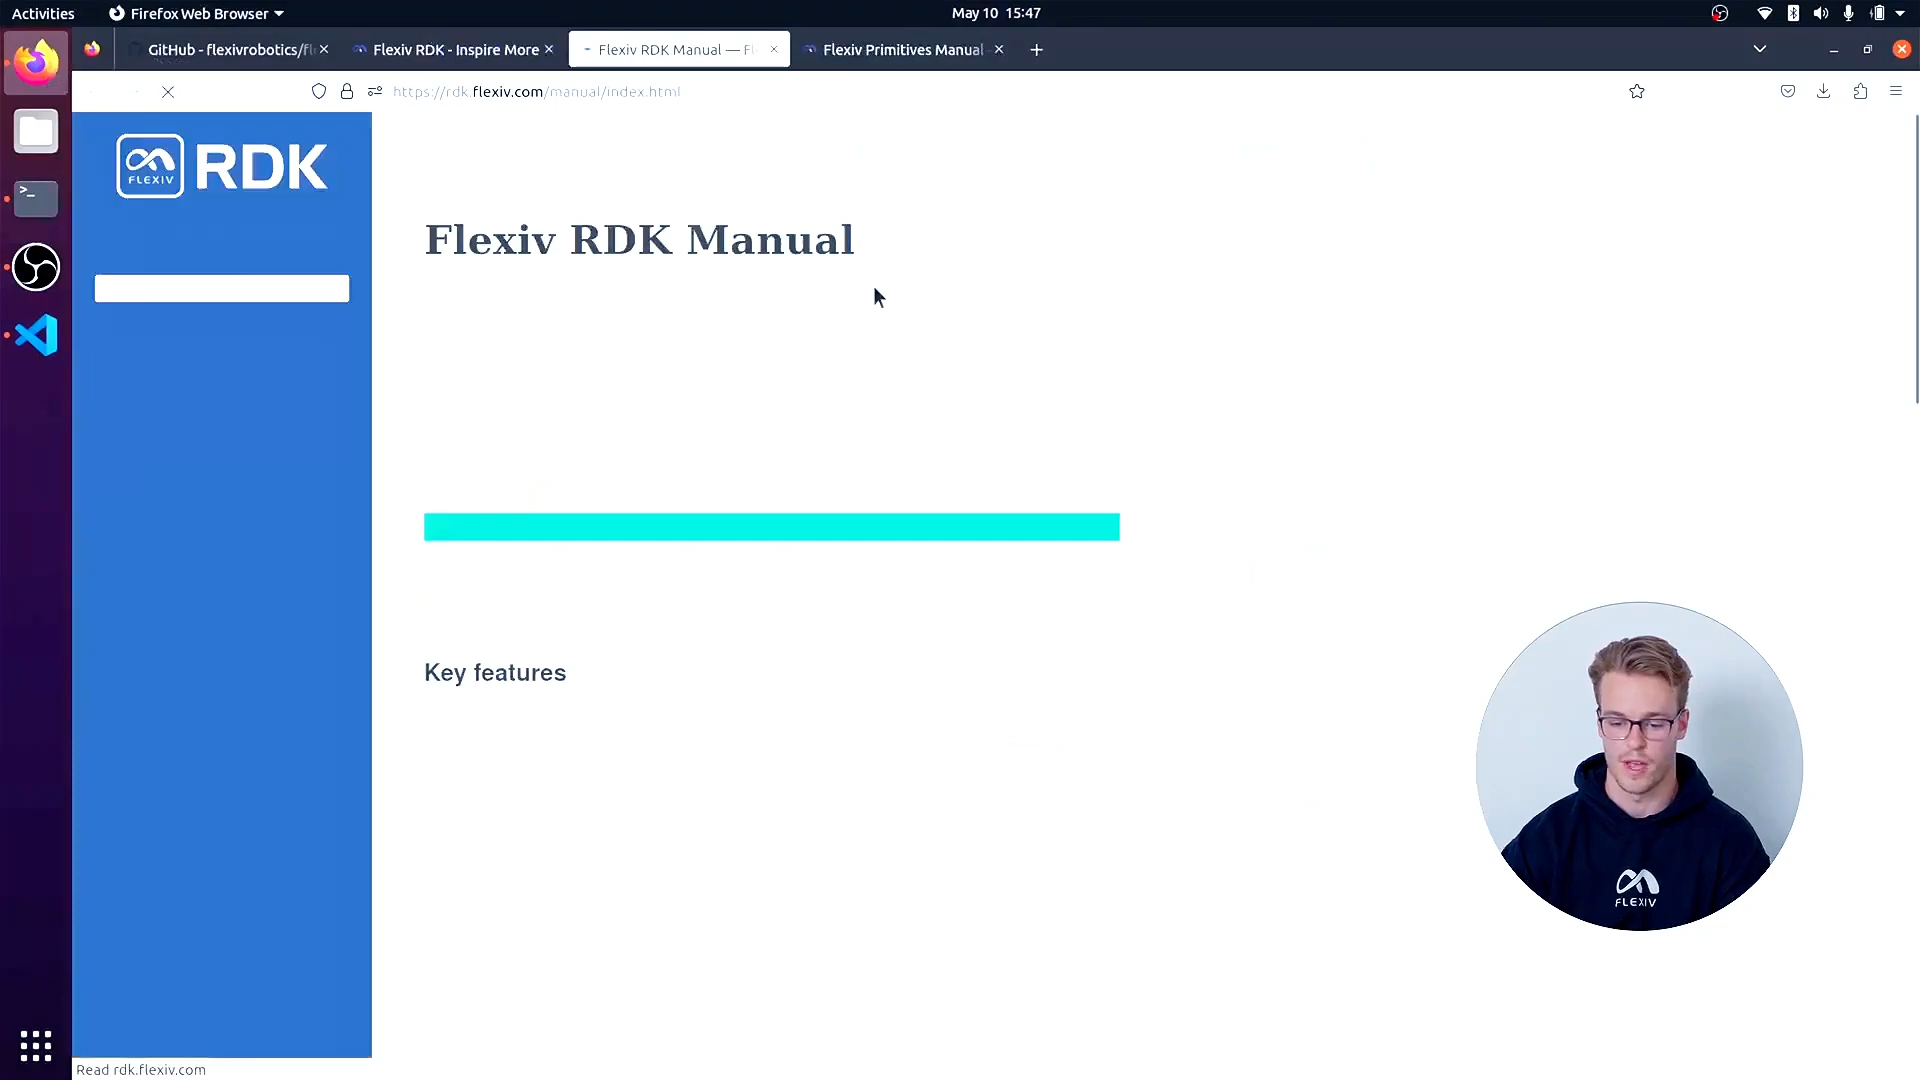 Activities
Firefox Web Browser
May 10 15:47
GitHub - flexivrobotics/fl
Flexiv RDK - Inspire More
Flexiv RDK Manual — F
Flexiv Primitives Manual
https://rdk.flexiv.com/manual/index.html
FLEXIV
RDK
Flexiv RDK Manual
Key features
FLEXIV
Read rdk.flexiv.com